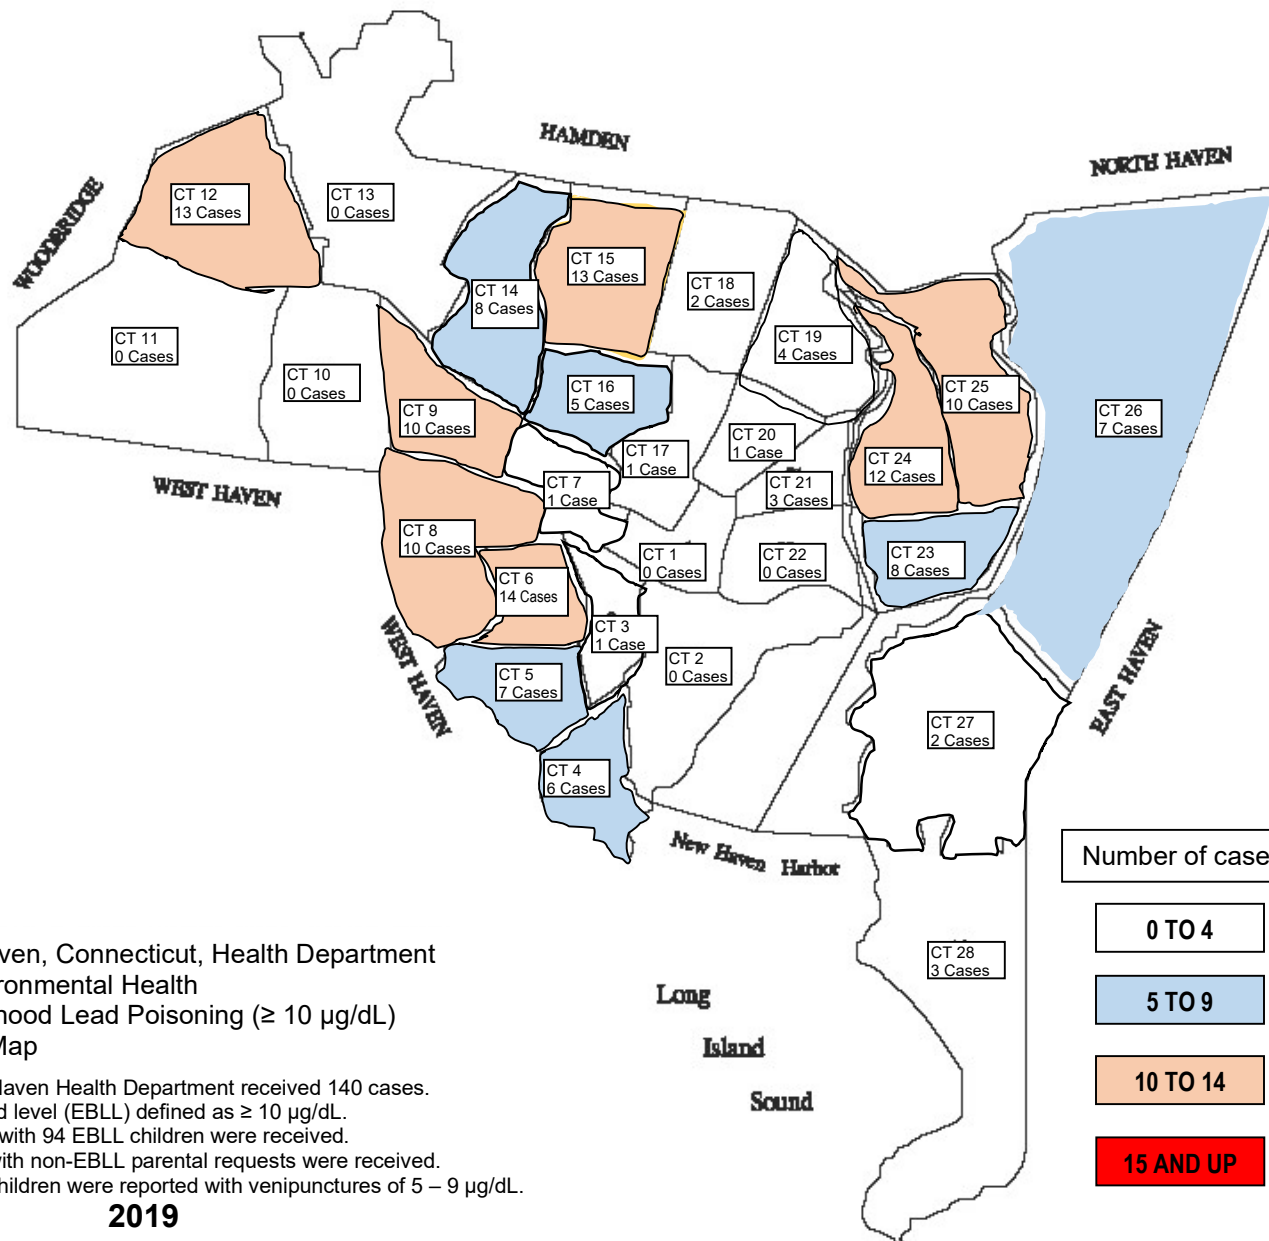 HAMDEN
NORTH HAVEN
WOODBRIDGE
CT 12
13 Cases
CT 13
0 Cases
CT 14
8 Cases
CT 15
13 Cases
CT 18
2 Cases
CT 19
4 Cases
CT 11
0 Cases
CT 10
0 Cases
CT 9
10 Cases
CT 16
5 Cases
CT 25
10 Cases
CT 26
7 Cases
CT 20
1 Case
CT 17
1 Case
CT 24
12 Cases
CT 7
1 Case
CT 21
3 Cases
WEST HAVEN
CT 8
10 Cases
CT 1
0 Cases
CT 22
0 Cases
CT 23
8 Cases
CT 6
14 Cases
CT 3
1 Case
CT 2
0 Cases
WEST HAVEN
CT 5
7 Cases
EAST HAVEN
CT 27
2 Cases
CT 4
6 Cases
New Haven Harbor
CT 28
3 Cases
Long
Island
Sound
Number of case
0 TO 4
5 TO 9
10 TO 14
15 AND UP
ven, Connecticut, Health Department
ronmental Health
hood Lead Poisoning (≥ 10 µg/dL)
Map
Haven Health Department received 140 cases.
d level (EBLL) defined as ≥ 10 µg/dL.
with 94 EBLL children were received.
with non-EBLL parental requests were received.
children were reported with venipunctures of 5 – 9 µg/dL.
2019